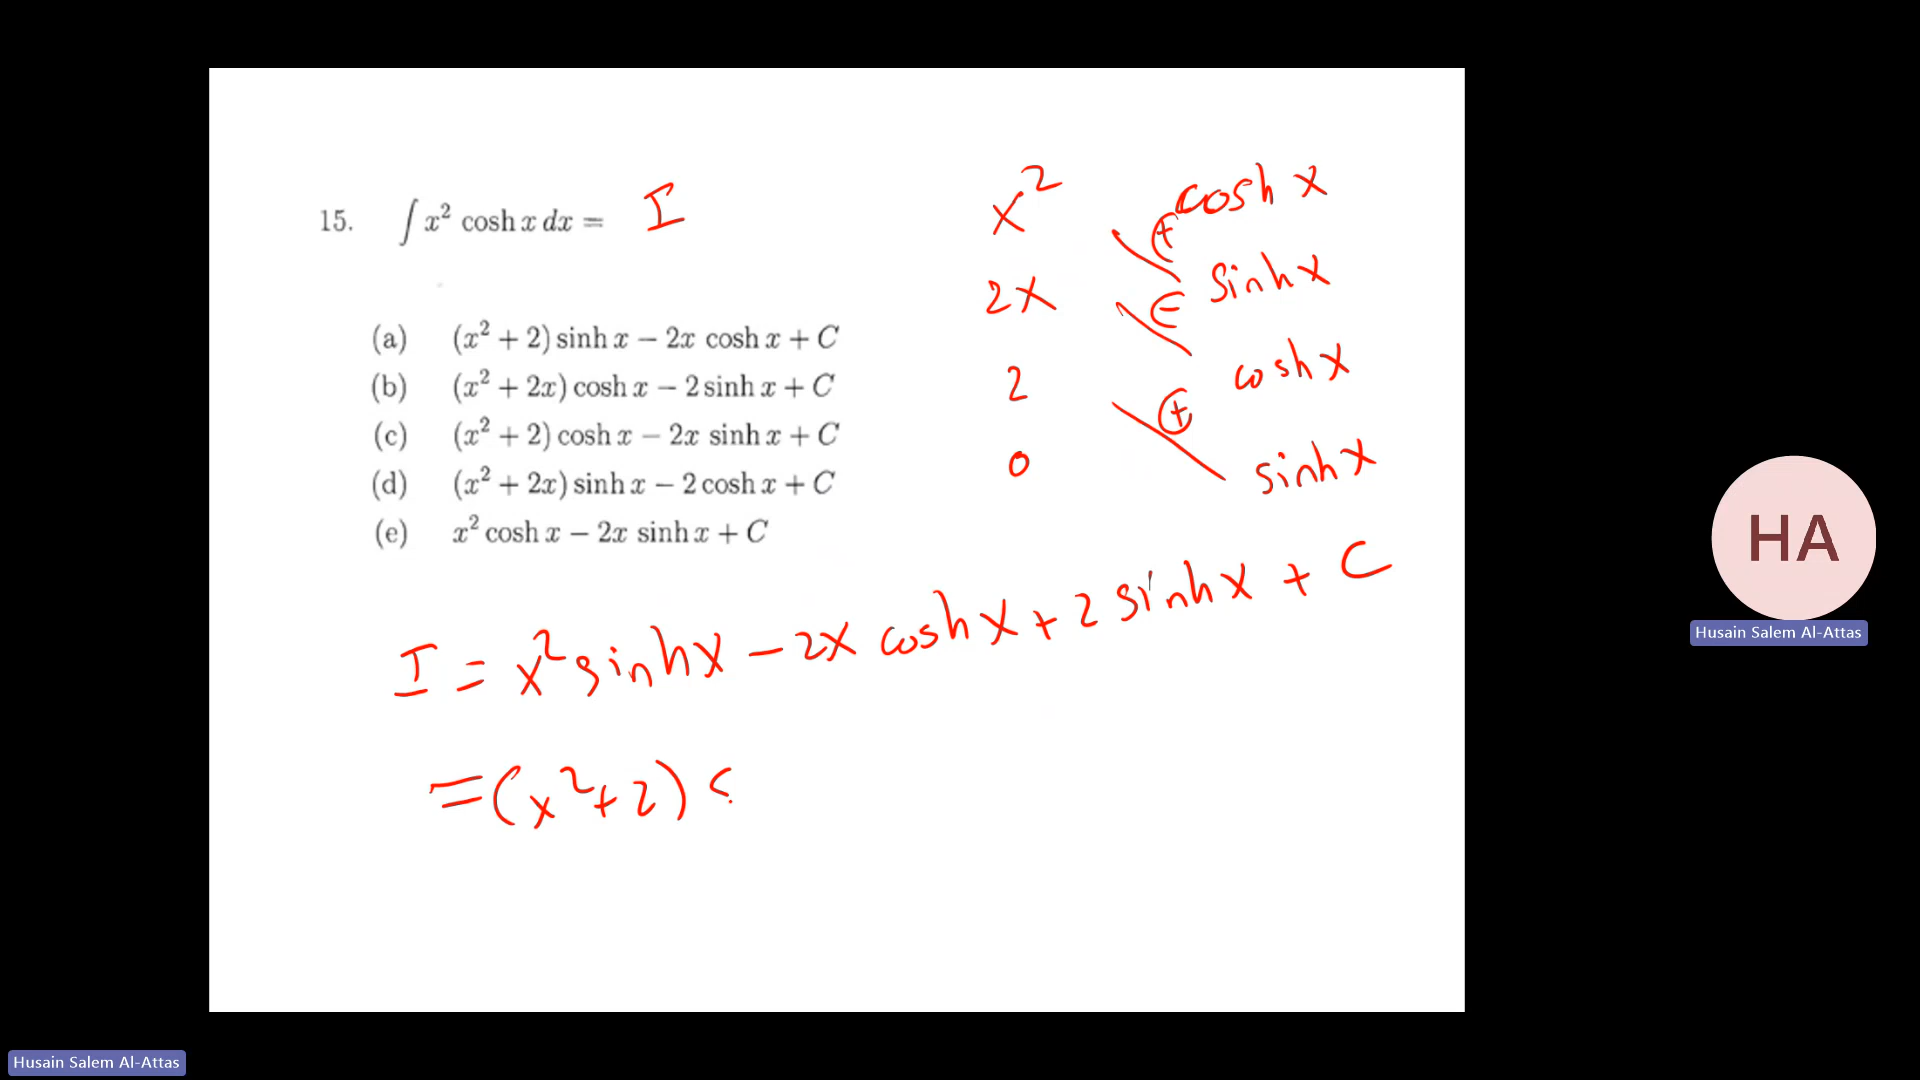 15. ∫ x² cosh x dx = I
(a) (x² + 2) sinh x − 2x cosh x + C
(b) (x² + 2x) cosh x − 2 sinh x + C
(c) (x² + 2) cosh x − 2x sinh x + C
(d) (x² + 2x) sinh x − 2 cosh x + C
(e) x² cosh x − 2x sinh x + C
x² + cosh x
2x − sinh x
2 + cosh x
0 sinh x
I = x² sinh x − 2x cosh x + 2 sinh x + C
= (x² + 2) s
HA
Husain Salem Al-Attas
Husain Salem Al-Attas